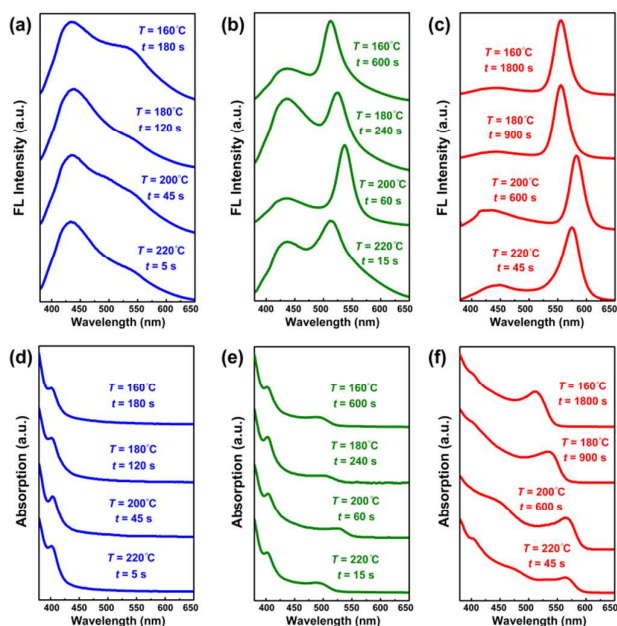 (a)
T = 160°C
t = 180 s
T = 180°C
t = 120 s
T = 200°C
t = 45 s
T = 220°C
t = 5 s
FL Intensity (a.u.)
400 450 500 550 600 650
Wavelength (nm)
(b)
T = 160°C
t = 600 s
T = 180°C
t = 240 s
T = 200°C
t = 60 s
T = 220°C
t = 15 s
FL Intensity (a.u.)
400 450 500 550 600 650
Wavelength (nm)
(c)
T = 160°C
t = 1800 s
T = 180°C
t = 900 s
T = 200°C
t = 600 s
T = 220°C
t = 45 s
FL Intensity (a.u.)
400 450 500 550 600 650
Wavelength (nm)
(d)
T = 160°C
t = 180 s
T = 180°C
t = 120 s
T = 200°C
t = 45 s
T = 220°C
t = 5 s
Absorption (a.u.)
400 450 500 550 600 650
Wavelength (nm)
(e)
T = 160°C
t = 600 s
T = 180°C
t = 240 s
T = 200°C
t = 60 s
T = 220°C
t = 15 s
Absorption (a.u.)
400 450 500 550 600 650
Wavelength (nm)
(f)
T = 160°C
t = 1800 s
T = 180°C
t = 900 s
T = 200°C
t = 600 s
T = 220°C
t = 45 s
Absorption (a.u.)
400 450 500 550 600 650
Wavelength (nm)